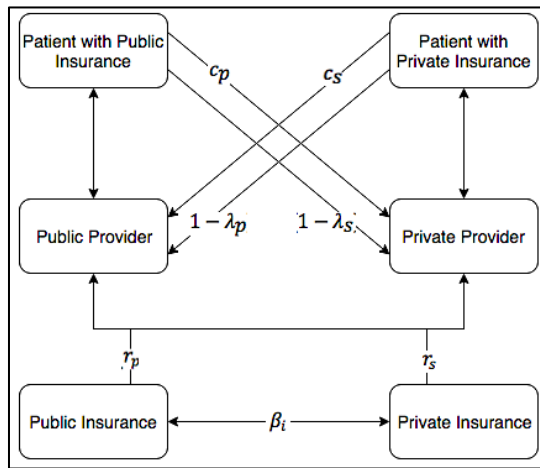 Patient with Public
Insurance
Patient with
Private Insurance
c_p
c_s
1 − λ_p
1 − λ_s
Public Provider
Private Provider
r_p
r_s
Public Insurance
β_i
Private Insurance